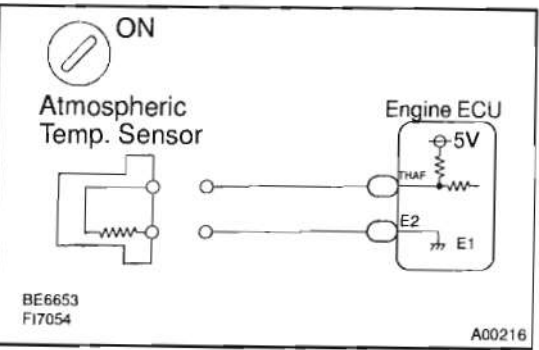 ON
Atmospheric
Temp. Sensor
Engine ECU
5V
THAF
E2
E1
BE6653
FI7054
A00216